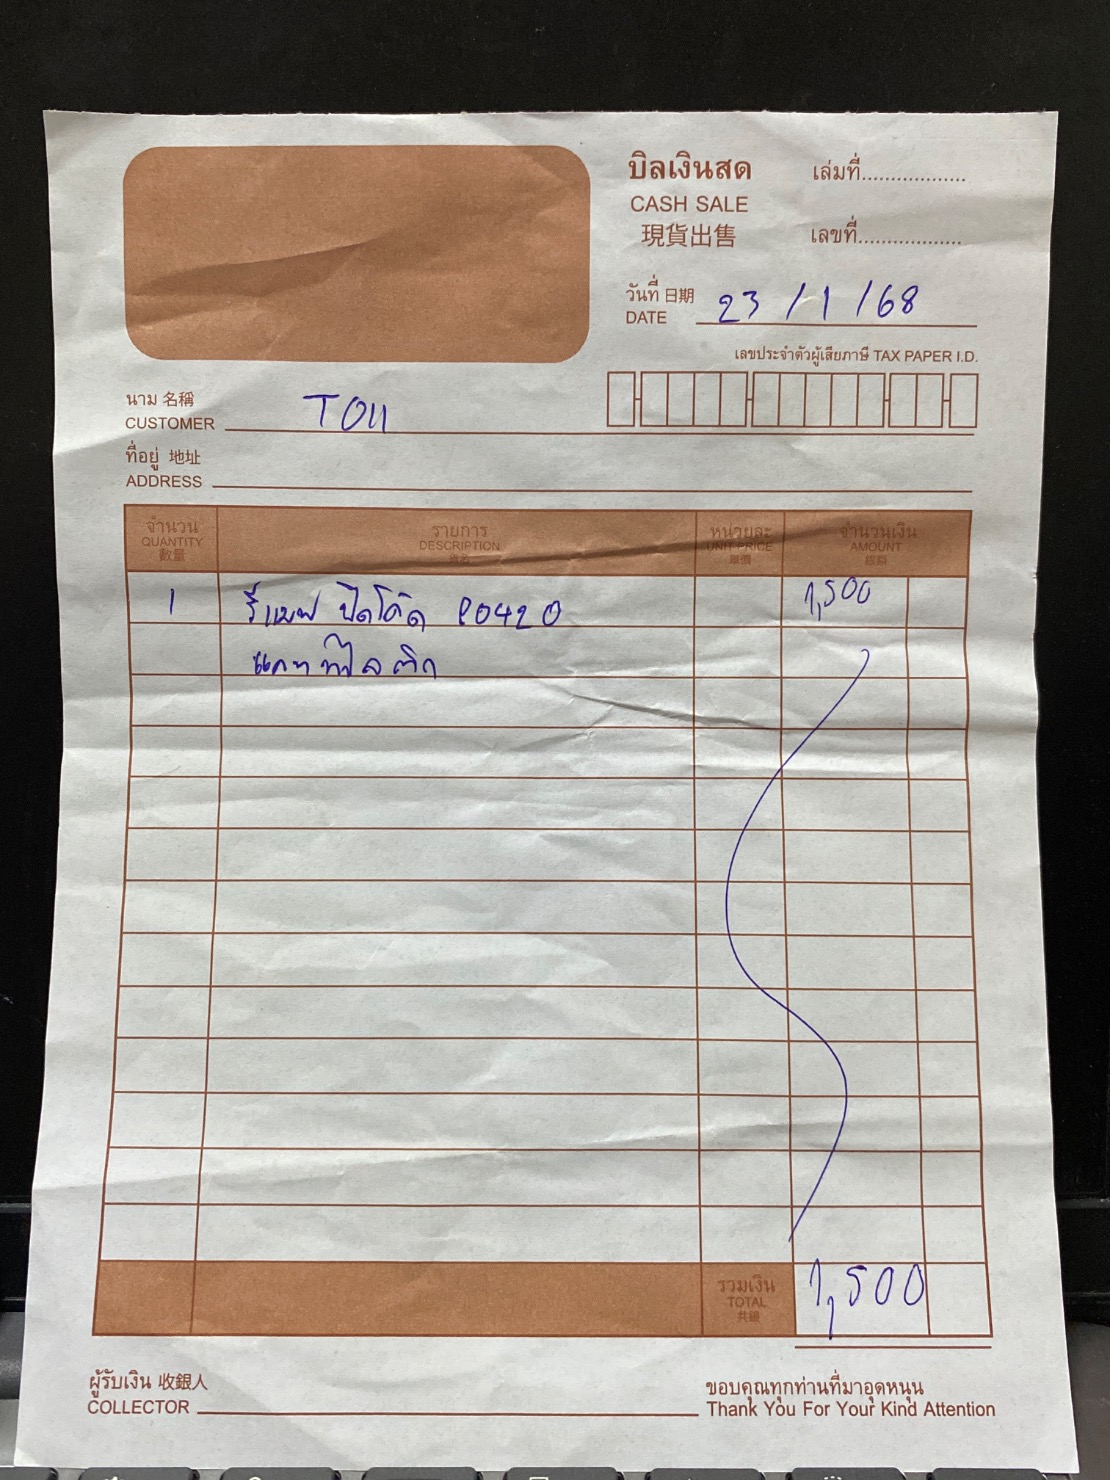 บิลเงินสด เล่มที่..................
CASH SALE
現貨出售 เลขที่..................
วันที่ 日期
DATE 23/1/68
เลขประจำตัวผู้เสียภาษี TAX PAPER I.D.
นาม 名稱
CUSTOMER TOU
ที่อยู่ 地址
ADDRESS
จำนวน รายการ หน่วยละ จำนวนเงิน
QUANTITY DESCRIPTION UNIT PRICE AMOUNT
數量 單價
1 รีแมพ ปิดโค้ด P0420 1,500
แคททาไลติก
รวมเงิน 1,500
TOTAL
共銀
ผู้รับเงิน 收銀人 ขอบคุณทุกท่านที่มาอุดหนุน
COLLECTOR Thank You For Your Kind Attention